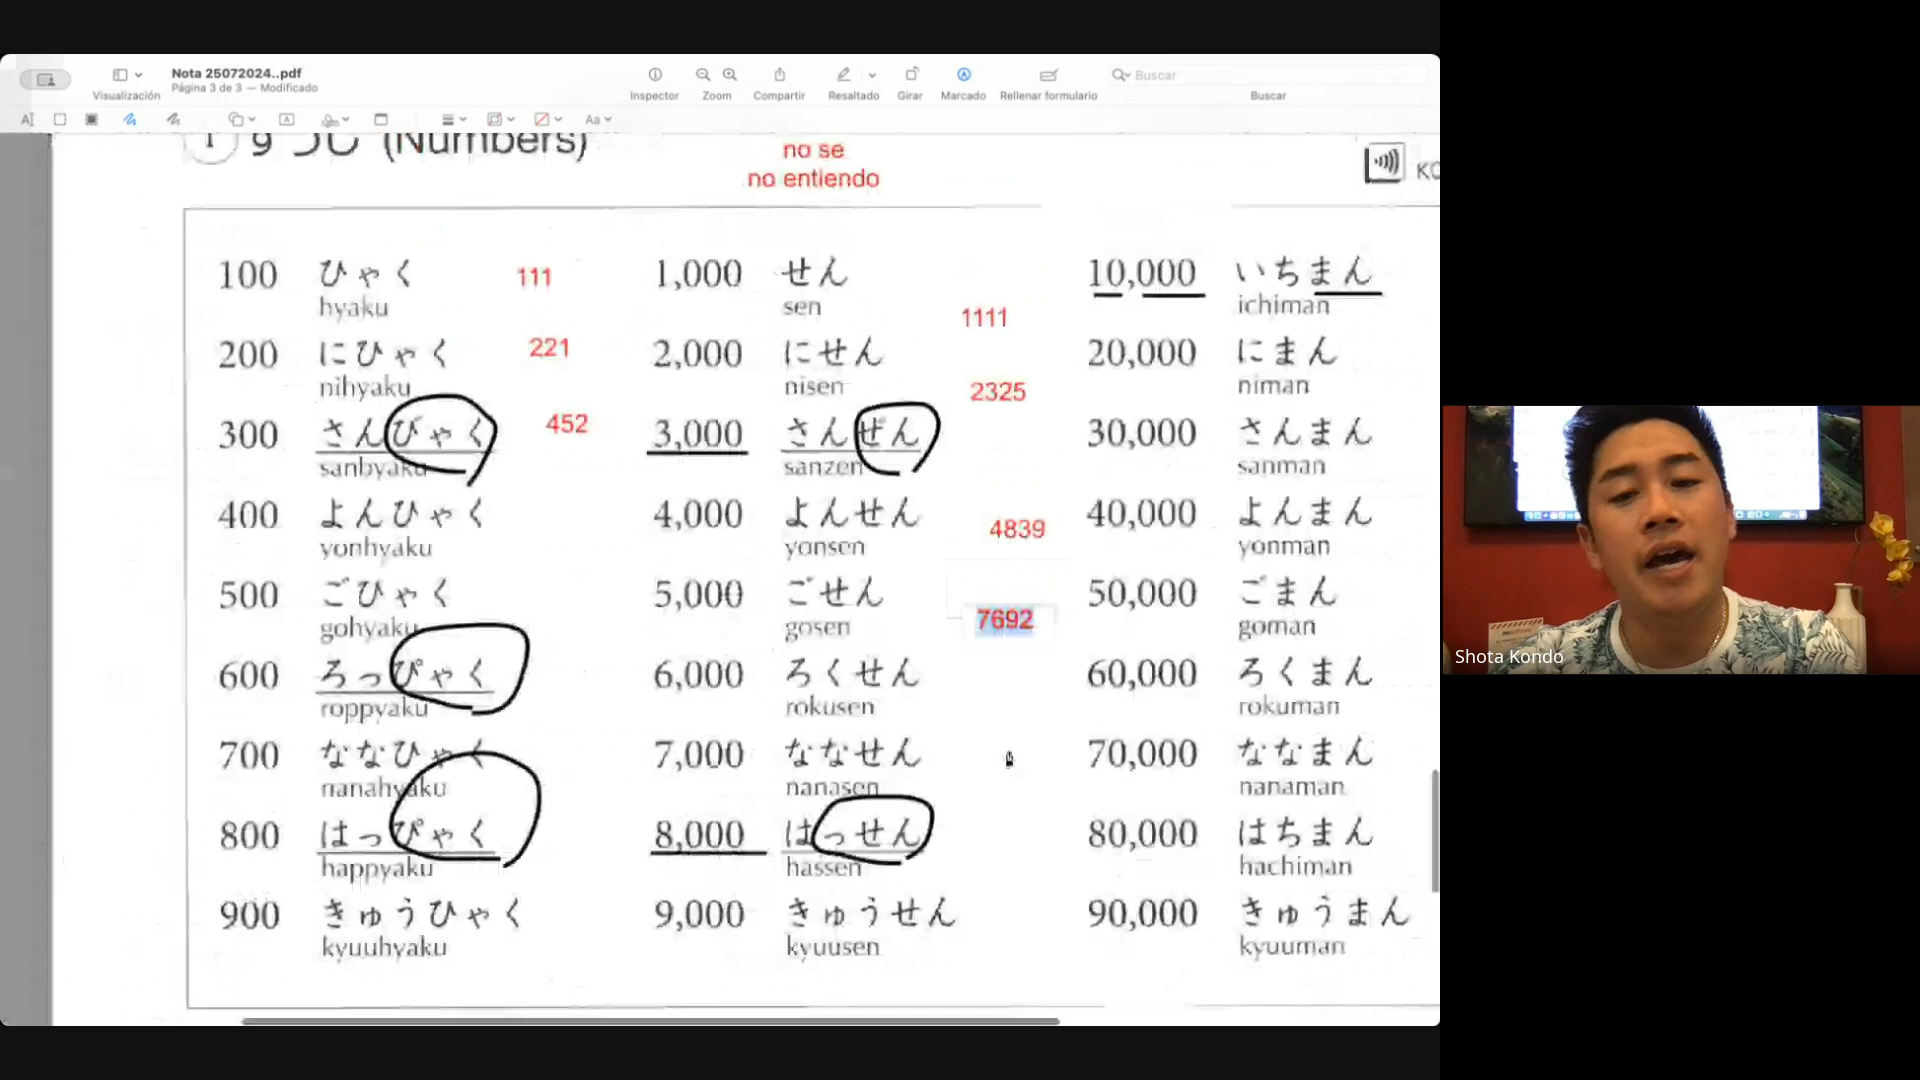 Nota 25072024..pdf
Página 3 de 3 — Modificado
Visualización
Inspector
Zoom
Compartir
Resaltado
Girar
Marcado
Rellenar formulario
Buscar
Buscar
Aa
1 すうじ (Numbers)
no se
no entiendo
100 ひゃく 111 1,000 せん 10,000 いちまん
hyaku sen ichiman
1111
200 にひゃく 221 2,000 にせん 20,000 にまん
nihyaku nisen niman
2325
300 さんびゃく 452 3,000 さんぜん 30,000 さんまん
sanbyaku sanzen sanman
400 よんひゃく 4,000 よんせん 4839 40,000 よんまん
yonhyaku yonsen yonman
500 ごひゃく 5,000 ごせん 50,000 ごまん
gohyaku gosen 7692 goman
600 ろっぴゃく 6,000 ろくせん 60,000 ろくまん
roppyaku rokusen rokuman
700 ななひゃく 7,000 ななせん 70,000 ななまん
nanahyaku nanasen nanaman
800 はっぴゃく 8,000 はっせん 80,000 はちまん
happyaku hassen hachiman
900 きゅうひゃく 9,000 きゅうせん 90,000 きゅうまん
kyuuhyaku kyuusen kyuuman
Shota Kondo